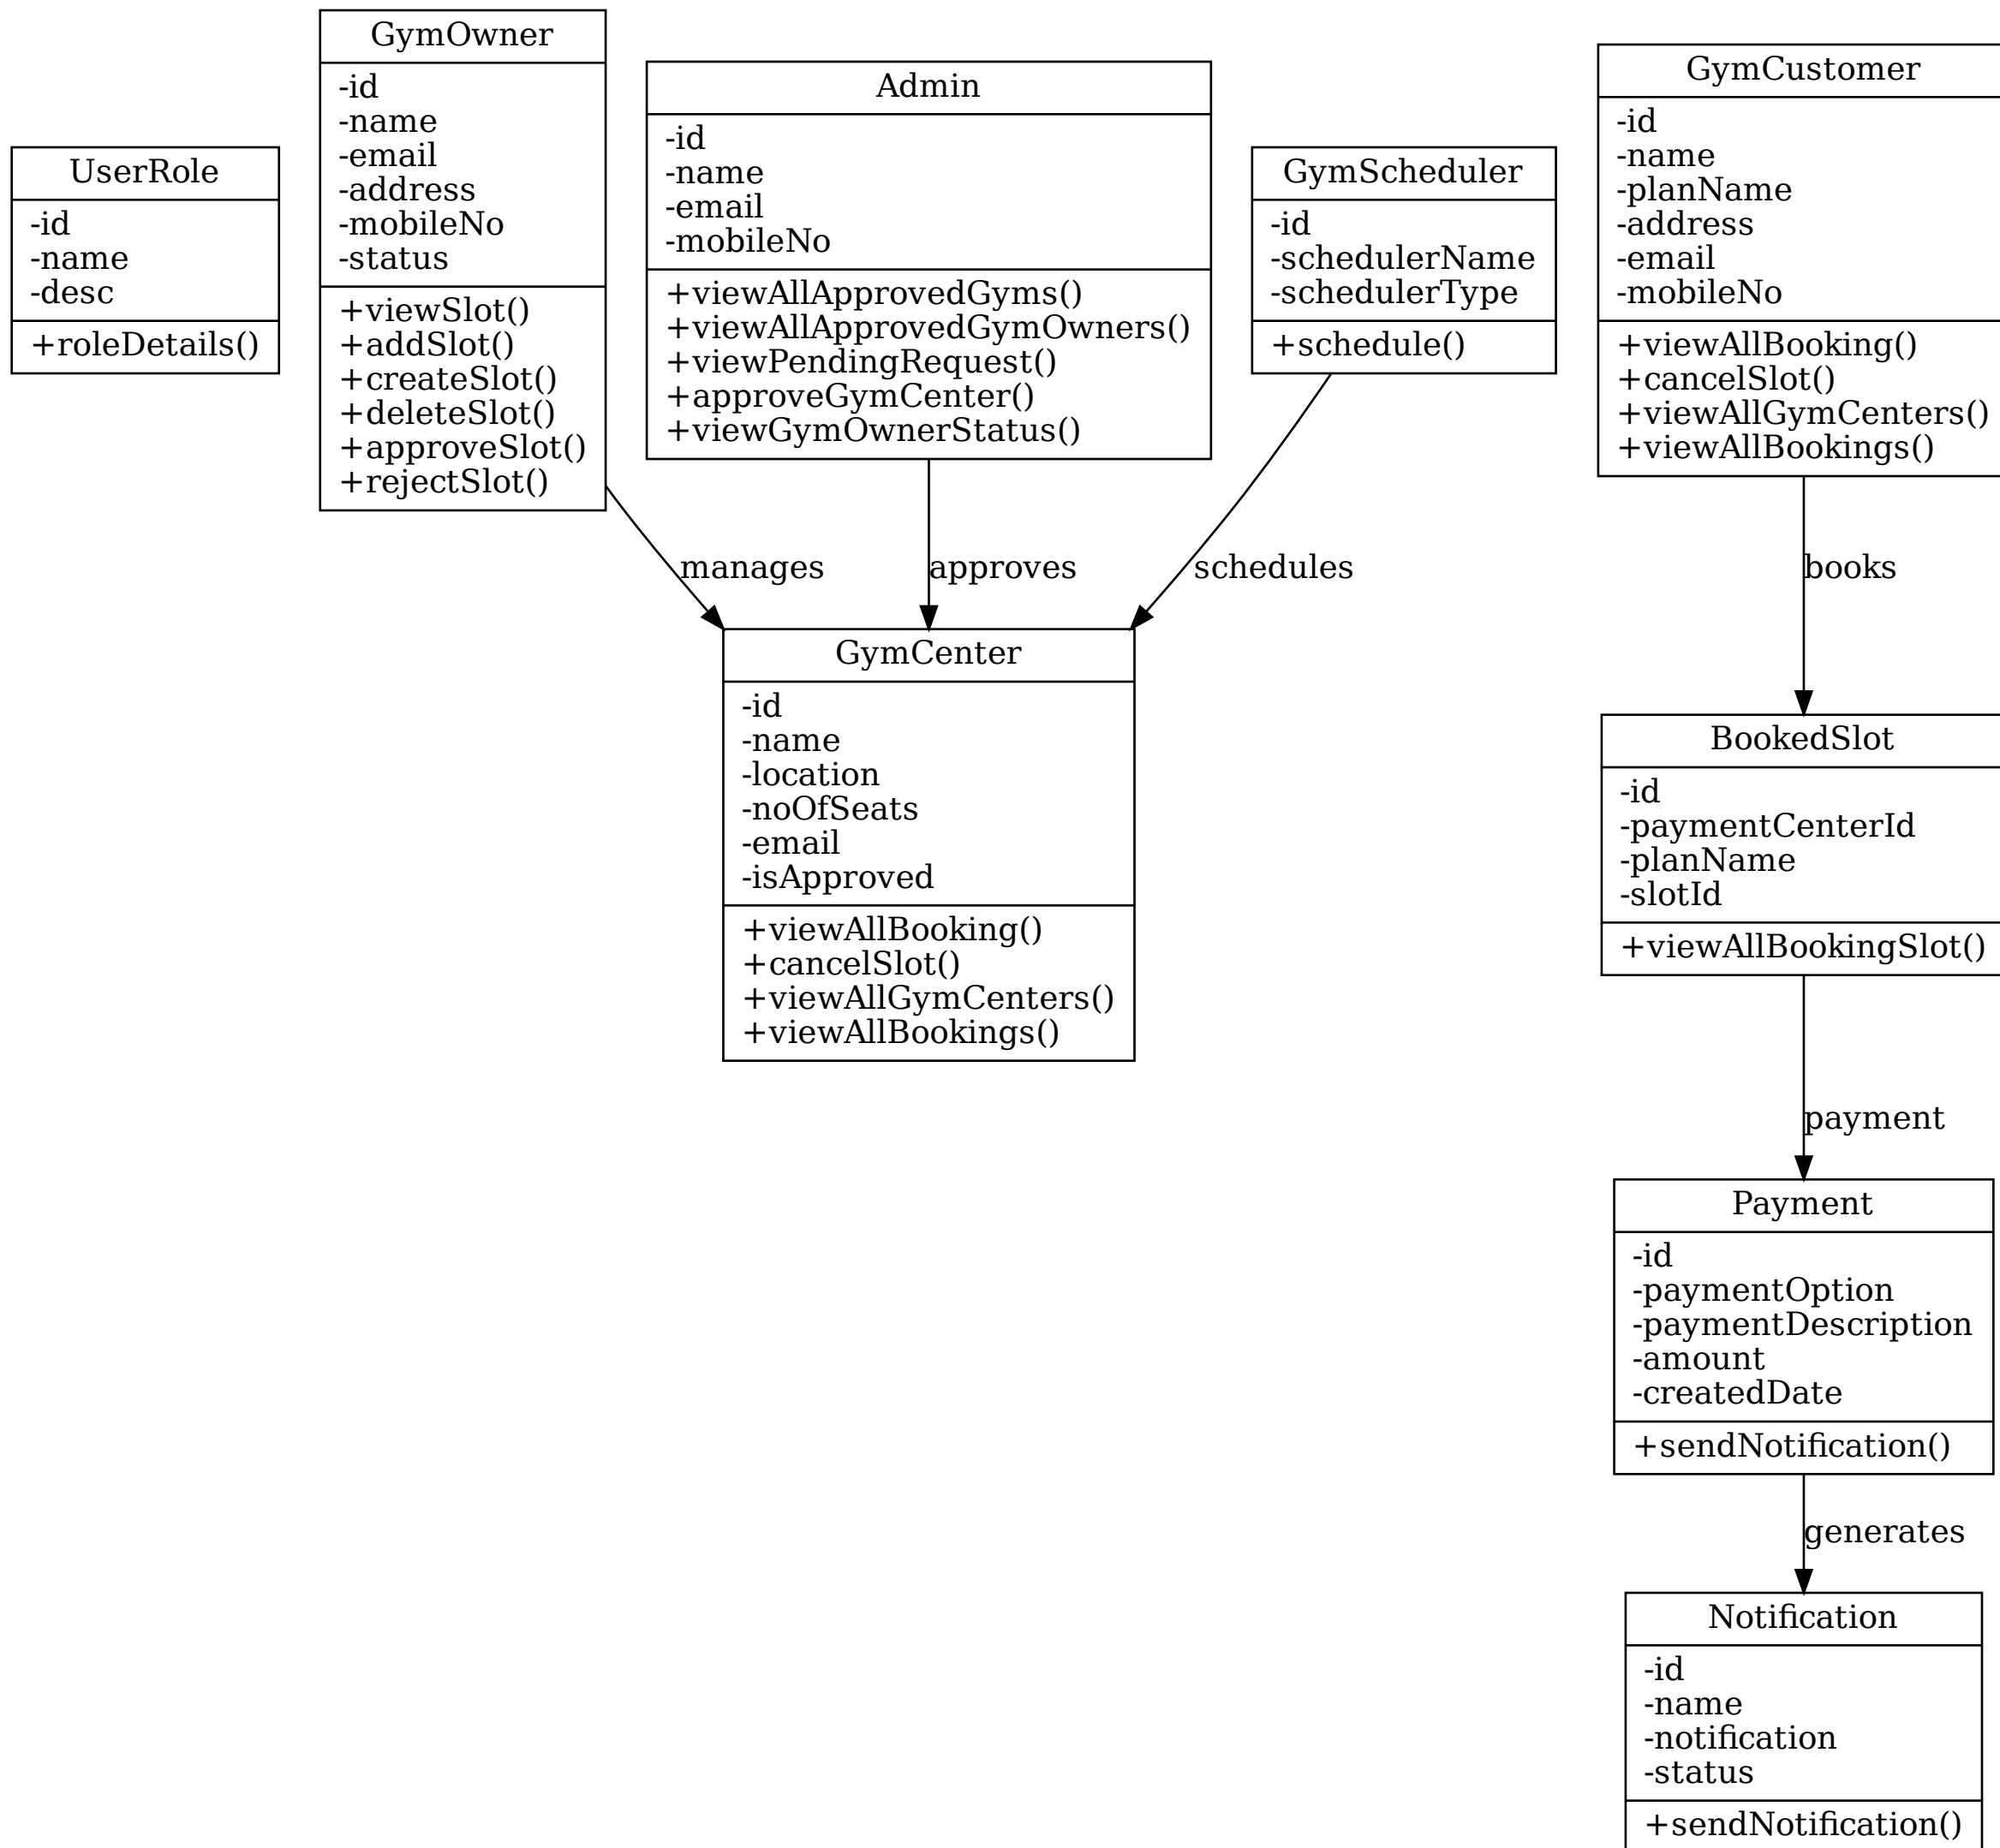 UserRole
-id
-name
-desc
+roleDetails()
GymOwner
-id
-name
-email
-address
-mobileNo
-status
+viewSlot()
+addSlot()
+createSlot()
+deleteSlot()
+approveSlot()
+rejectSlot()
Admin
-id
-name
-email
-mobileNo
+viewAllApprovedGyms()
+viewAllApprovedGymOwners()
+viewPendingRequest()
+approveGymCenter()
+viewGymOwnerStatus()
GymScheduler
-id
-schedulerName
-schedulerType
+schedule()
GymCustomer
-id
-name
-planName
-address
-email
-mobileNo
+viewAllBooking()
+cancelSlot()
+viewAllGymCenters()
+viewAllBookings()
manages
approves
schedules
books
GymCenter
-id
-name
-location
-noOfSeats
-email
-isApproved
+viewAllBooking()
+cancelSlot()
+viewAllGymCenters()
+viewAllBookings()
BookedSlot
-id
-paymentCenterId
-planName
-slotId
+viewAllBookingSlot()
payment
Payment
-id
-paymentOption
-paymentDescription
-amount
-createdDate
+sendNotification()
generates
Notification
-id
-name
-notification
-status
+sendNotification()